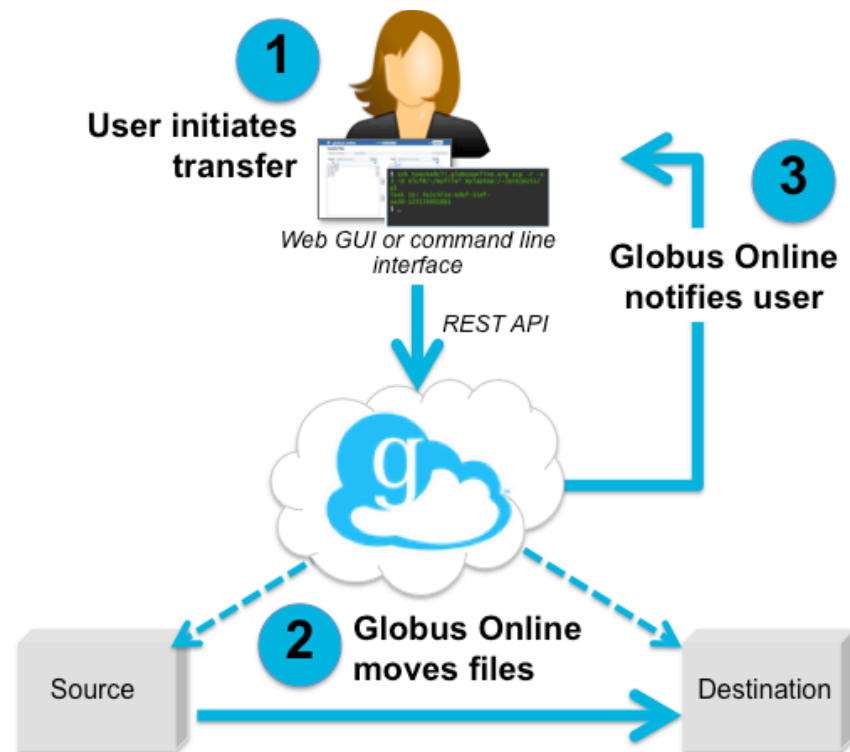 1
User initiates
transfer
Web GUI or command line
interface
REST API
3
Globus Online
notifies user
g
2
Globus Online
moves files
Source
Destination